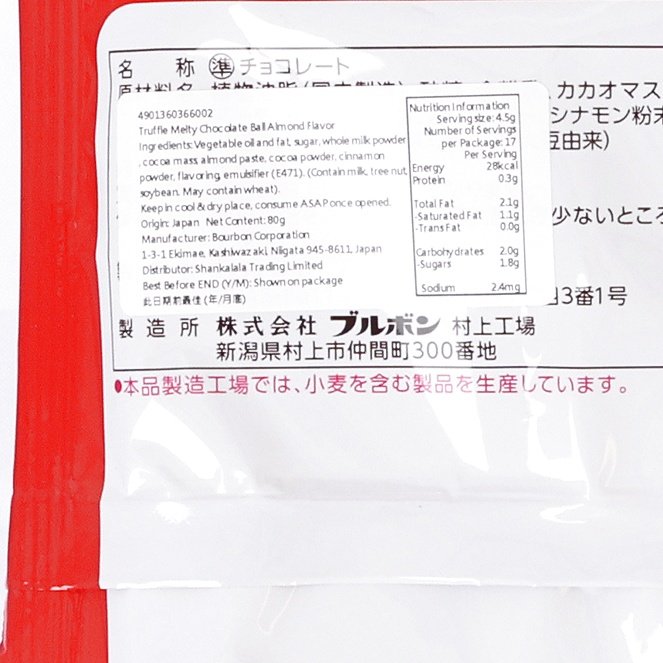 名 称 ㊟準チョコレート
カカオマス
シナモン粉末
豆由来)
4901360366002
Truffle Melty Chocolate Ball Almond Flavor
Ingredients: Vegetable oil and fat, sugar, whole milk powder
, cocoa mass, almond paste, cocoa powder, cinnamon
powder, flavoring, emulsifier (E471). (Contain milk, tree nut,
soybean. May contain wheat).
Keep in cool & dry place, consume ASAP once opened.
Origin: Japan Net Content: 80g
Manufacturer: Bourbon Corporation
1-3-1 Ekimae, Kashiwazaki, Niigata 945-8611, Japan
Distributor: Shankalala Trading Limited
Best Before END (Y/M): Shown on package
此日期前最佳 (年/月底)
Nutrition Information
Serving size: 4.5g
Number of Servings
per Package: 17
Per Serving
Energy 28kcal
Protein 0.3g
Total Fat 2.1g
-Saturated Fat 1.1g
-Trans Fat 0.0g
Carbohydrates 2.0g
-Sugars 1.8g
Sodium 2.4mg
少ないところ
3番1号
製造所 株式会社 ブルボン 村上工場
新潟県村上市仲間町300番地
●本品製造工場では、小麦を含む製品を生産しています。